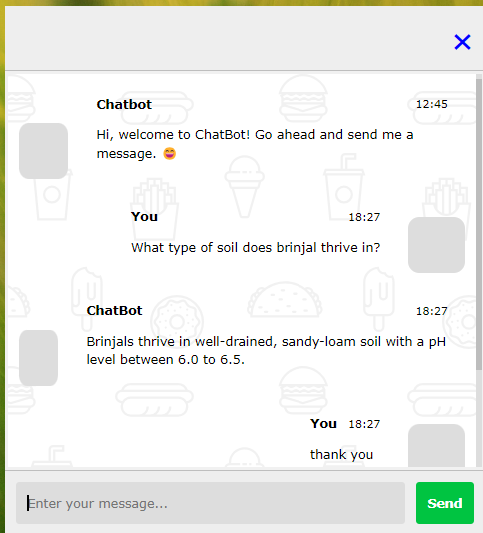 Chatbot 12:45
Hi, welcome to ChatBot! Go ahead and send me a
message. 😄
You 18:27
What type of soil does brinjal thrive in?
ChatBot 18:27
Brinjals thrive in well-drained, sandy-loam soil with a pH
level between 6.0 to 6.5.
You 18:27
thank you
Enter your message...
Send